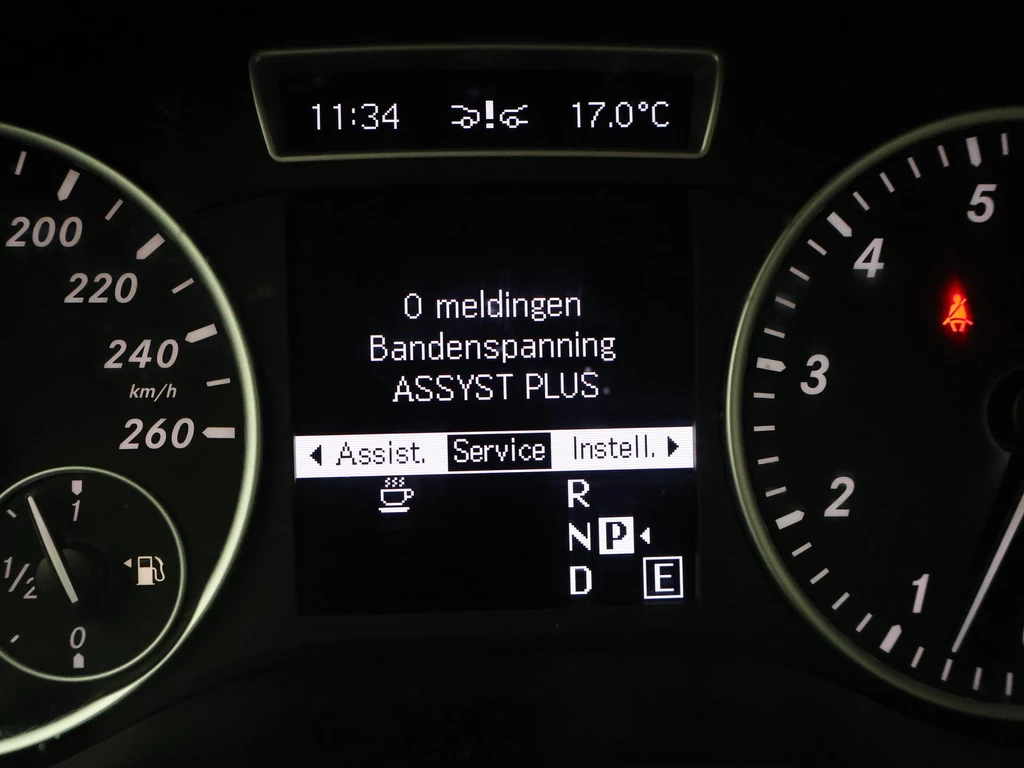 11:34 17.0°C
200
220
240
km/h
260
1
1/2
0
0 meldingen
Bandenspanning
ASSYST PLUS
Assist. Service Instell.
R
N P
D E
5
4
3
2
1